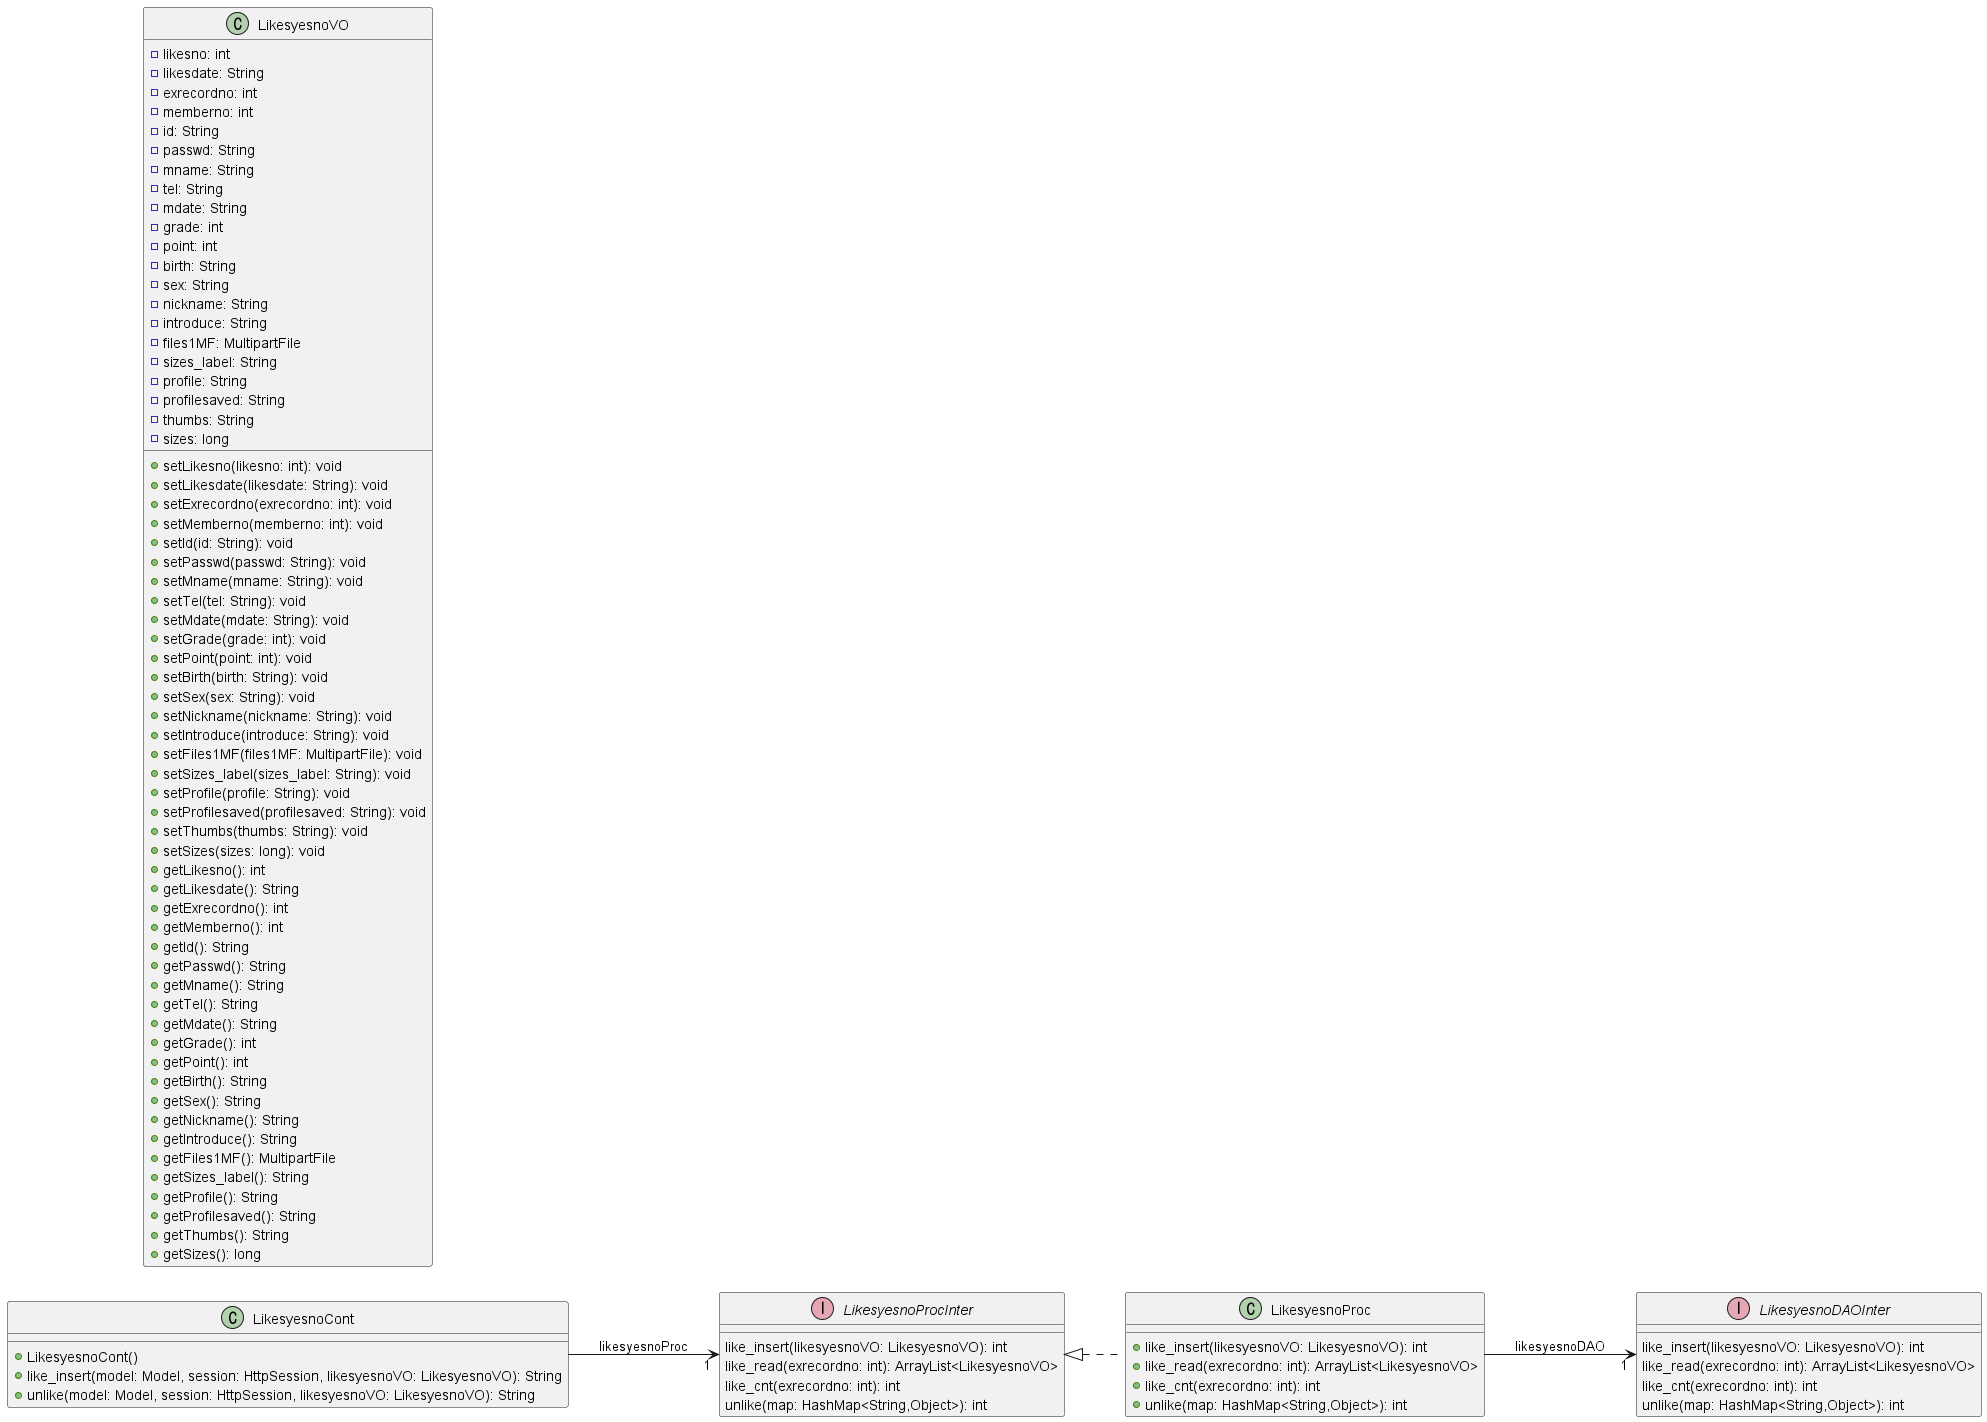 C LikesyesnoVO
likesno: int
likesdate: String
exrecordno: int
memberno: int
id: String
passwd: String
mname: String
tel: String
mdate: String
grade: int
point: int
birth: String
sex: String
nickname: String
introduce: String
files1MF: MultipartFile
sizes_label: String
profile: String
profilesaved: String
thumbs: String
sizes: long
setLikesno(likesno: int): void
setLikesdate(likesdate: String): void
setExrecordno(exrecordno: int): void
setMemberno(memberno: int): void
setId(id: String): void
setPasswd(passwd: String): void
setMname(mname: String): void
setTel(tel: String): void
setMdate(mdate: String): void
setGrade(grade: int): void
setPoint(point: int): void
setBirth(birth: String): void
setSex(sex: String): void
setNickname(nickname: String): void
setIntroduce(introduce: String): void
setFiles1MF(files1MF: MultipartFile): void
setSizes_label(sizes_label: String): void
setProfile(profile: String): void
setProfilesaved(profilesaved: String): void
setThumbs(thumbs: String): void
setSizes(sizes: long): void
getLikesno(): int
getLikesdate(): String
getExrecordno(): int
getMemberno(): int
getId(): String
getPasswd(): String
getMname(): String
getTel(): String
getMdate(): String
getGrade(): int
getPoint(): int
getBirth(): String
getSex(): String
getNickname(): String
getIntroduce(): String
getFiles1MF(): MultipartFile
getSizes_label(): String
getProfile(): String
getProfilesaved(): String
getThumbs(): String
getSizes(): long
C LikesyesnoCont
LikesyesnoCont()
like_insert(model: Model, session: HttpSession, likesyesnoVO: LikesyesnoVO): String
unlike(model: Model, session: HttpSession, likesyesnoVO: LikesyesnoVO): String
likesyesnoProc
1
I LikesyesnoProcInter
like_insert(likesyesnoVO: LikesyesnoVO): int
like_read(exrecordno: int): ArrayList<LikesyesnoVO>
like_cnt(exrecordno: int): int
unlike(map: HashMap<String,Object>): int
C LikesyesnoProc
like_insert(likesyesnoVO: LikesyesnoVO): int
like_read(exrecordno: int): ArrayList<LikesyesnoVO>
like_cnt(exrecordno: int): int
unlike(map: HashMap<String,Object>): int
likesyesnoDAO
1
I LikesyesnoDAOInter
like_insert(likesyesnoVO: LikesyesnoVO): int
like_read(exrecordno: int): ArrayList<LikesyesnoVO>
like_cnt(exrecordno: int): int
unlike(map: HashMap<String,Object>): int